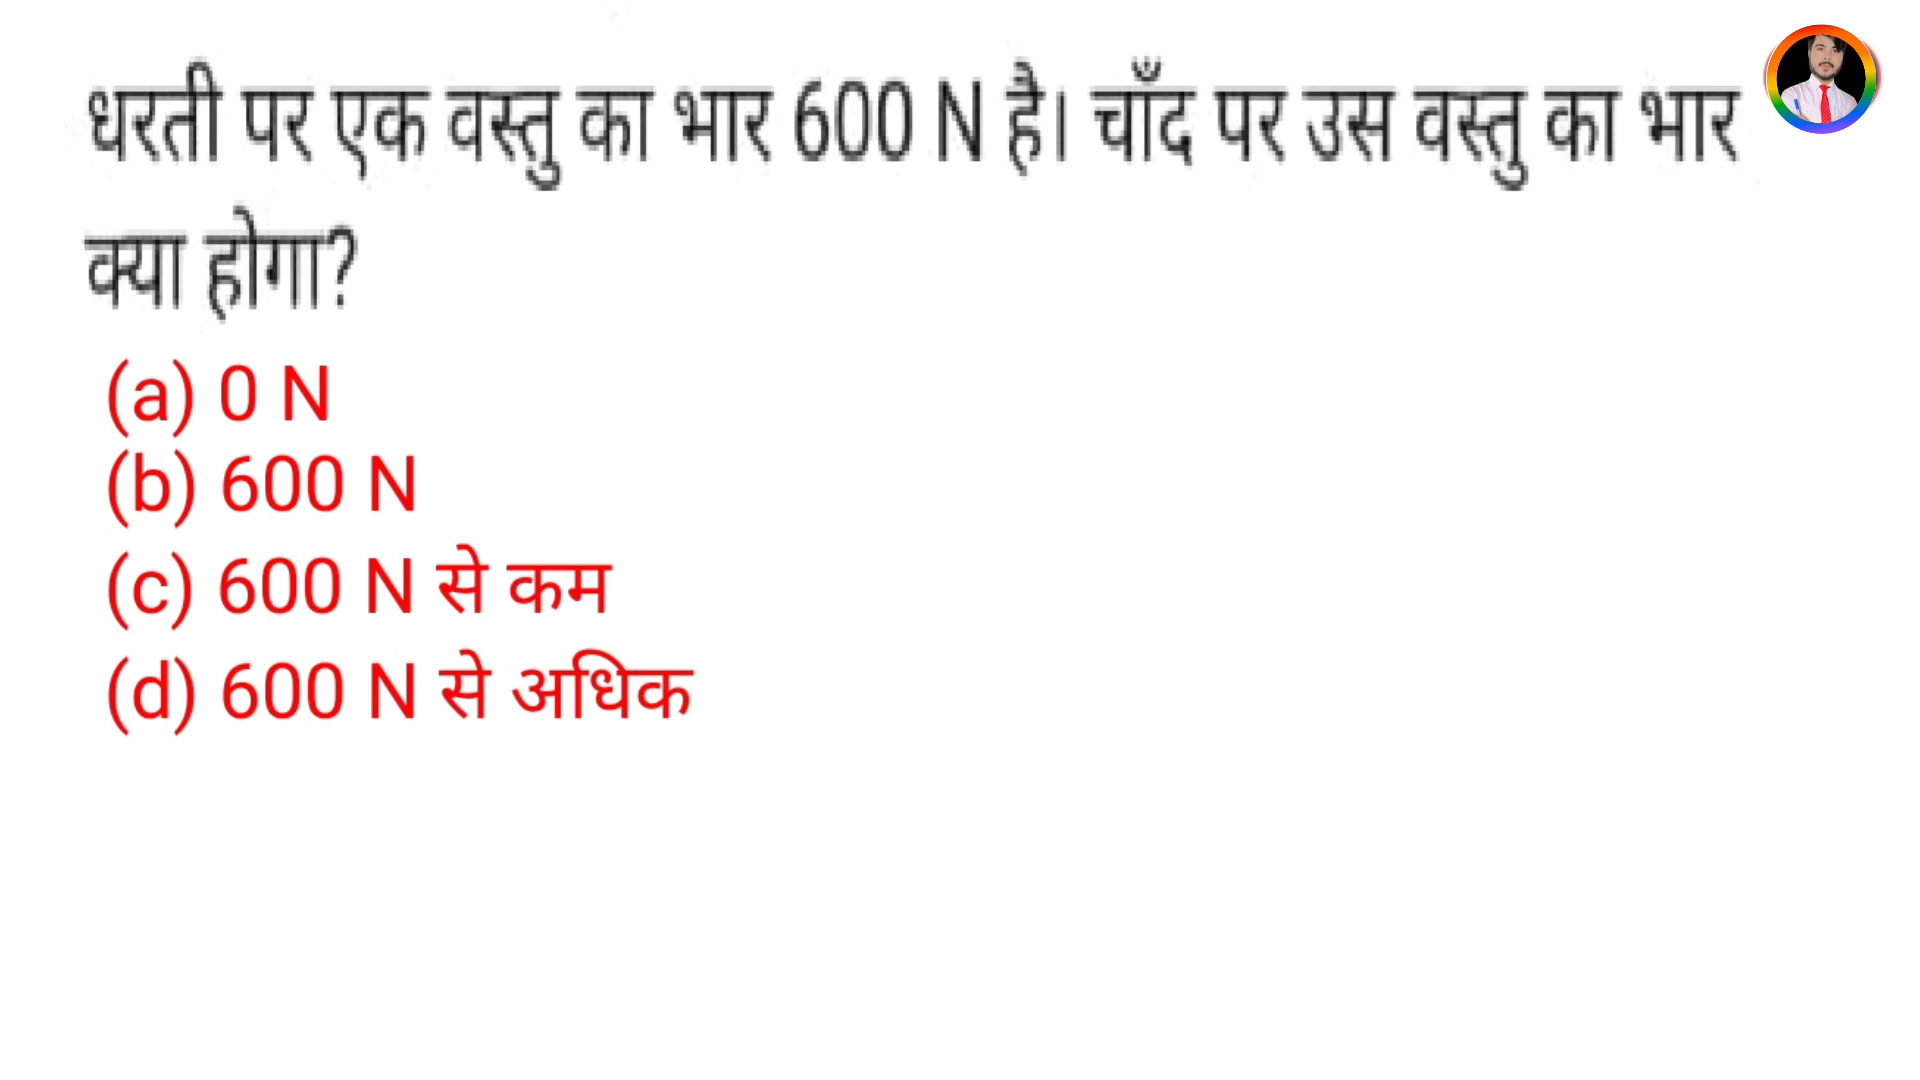 धरती पर एक वस्तु का भार 600 N है। चाँद पर उस वस्तु का भार
क्या होगा?
(a) 0 N
(b) 600 N
(c) 600 N से कम
(d) 600 N से अधिक